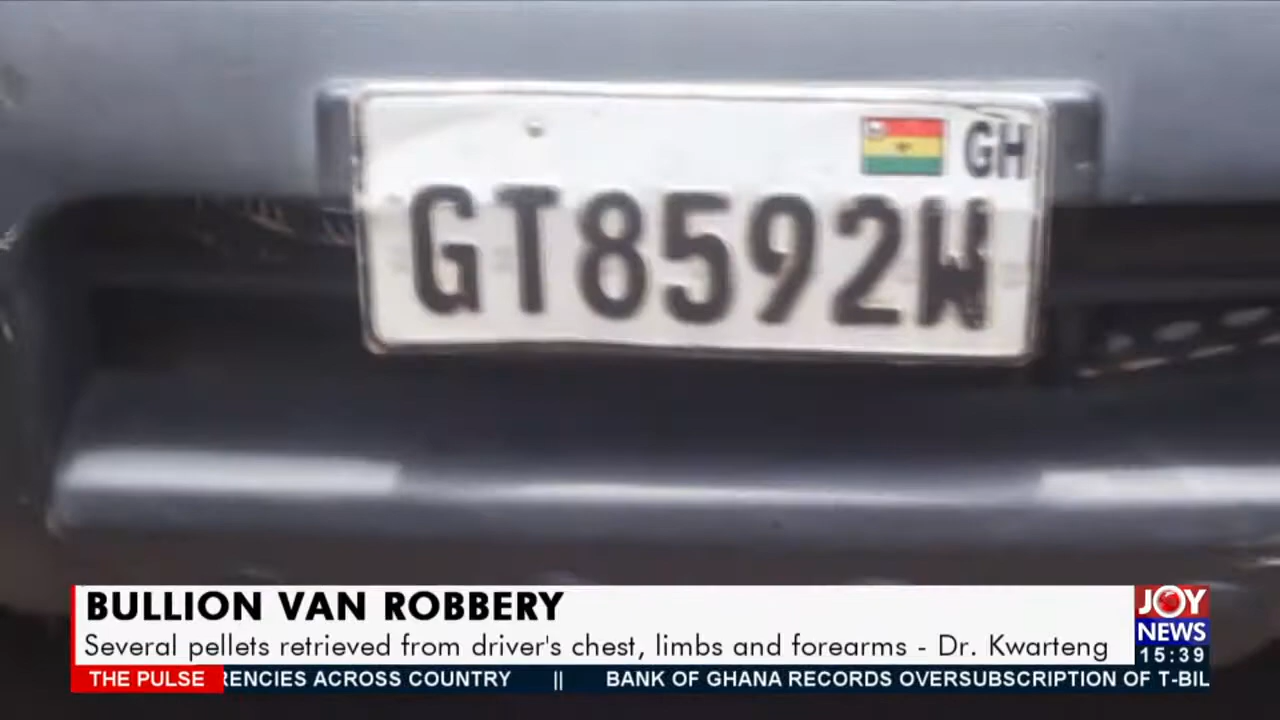 GH
GT8592W
BULLION VAN ROBBERY
Several pellets retrieved from driver's chest, limbs and forearms - Dr. Kwarteng
JOY
NEWS
15:39
THE PULSE RENCIES ACROSS COUNTRY || BANK OF GHANA RECORDS OVERSUBSCRIPTION OF T-BIL